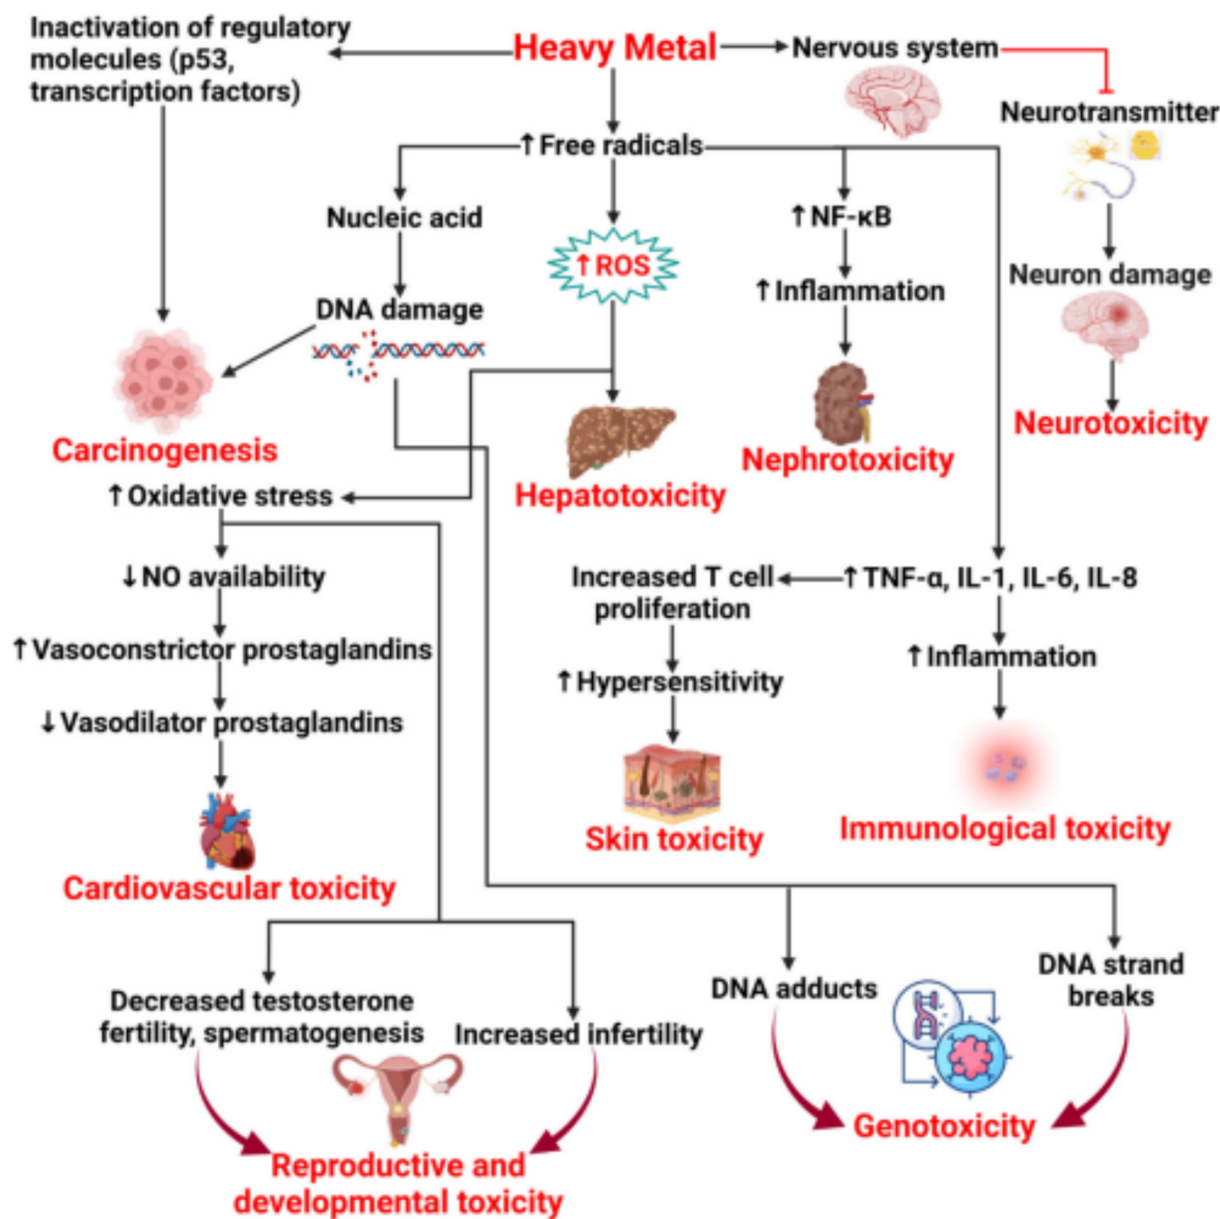 Inactivation of regulatory
molecules (p53,
transcription factors)
Heavy Metal
Nervous system
Neurotransmitter
↑Free radicals
Nucleic acid
↑ROS
↑NF-κB
Neuron damage
DNA damage
↑Inflammation
Neurotoxicity
Carcinogenesis
Nephrotoxicity
Hepatotoxicity
↑Oxidative stress
↓NO availability
Increased T cell
proliferation
↑TNF-α, IL-1, IL-6, IL-8
↑Vasoconstrictor prostaglandins
↑Inflammation
↑Hypersensitivity
↓Vasodilator prostaglandins
Skin toxicity
Immunological toxicity
Cardiovascular toxicity
DNA adducts
DNA strand
breaks
Decreased testosterone
fertility, spermatogenesis
Increased infertility
Genotoxicity
Reproductive and
developmental toxicity